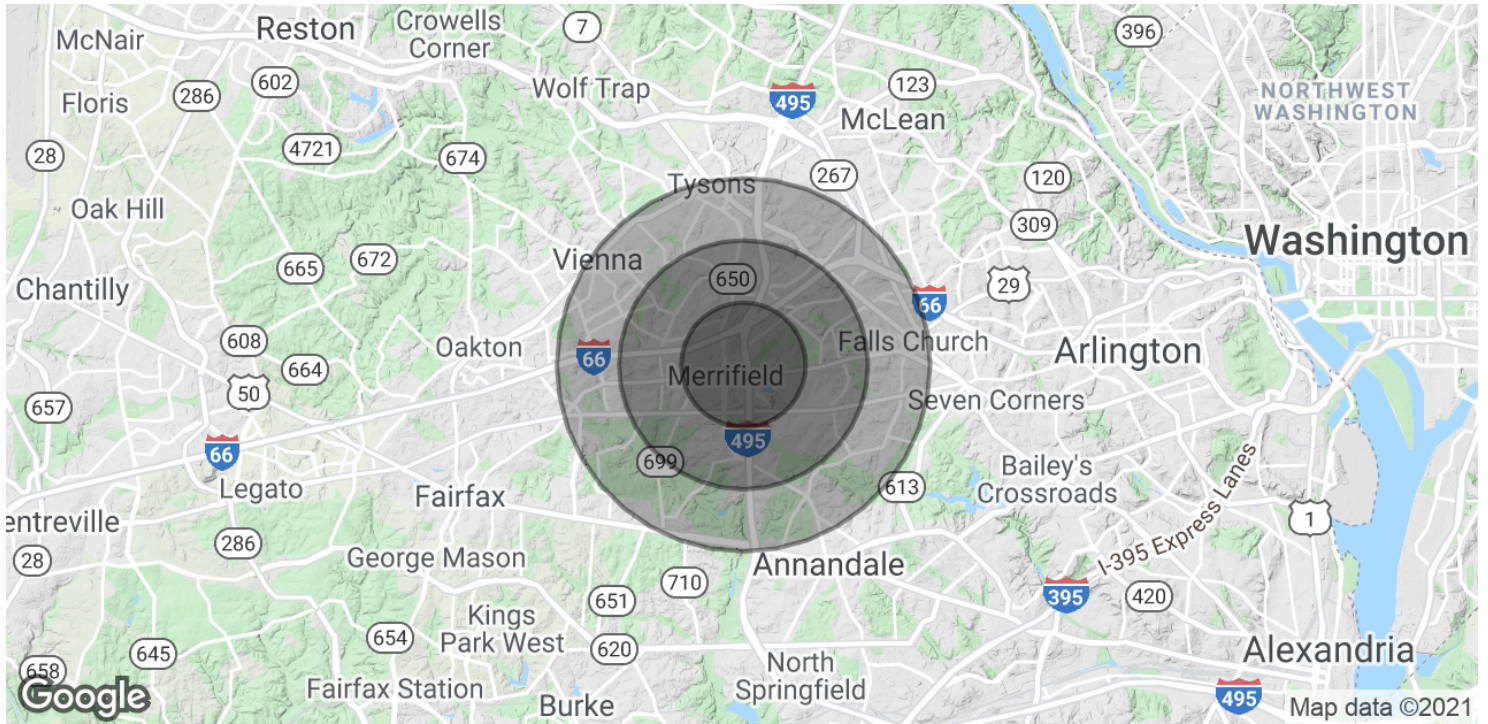 Reston
Crowells
Corner
7
396
McNair
602
286
Floris
Wolf Trap
495
123
McLean
NORTHWEST
WASHINGTON
28
4721
674
267
120
Tysons
Oak Hill
309
Washington
665
672
Vienna
650
29
Chantilly
66
608
Oakton
66
Falls Church
Arlington
664
Merrifield
50
657
Seven Corners
66
495
699
613
Bailey's
Crossroads
Legato
Fairfax
I-395 Express Lanes
1
entreville
28
286
George Mason
Annandale
710
651
395
420
Kings
Park West
654
645
620
658
North
Springfield
Alexandria
Fairfax Station
Burke
495
Google
Map data ©2021